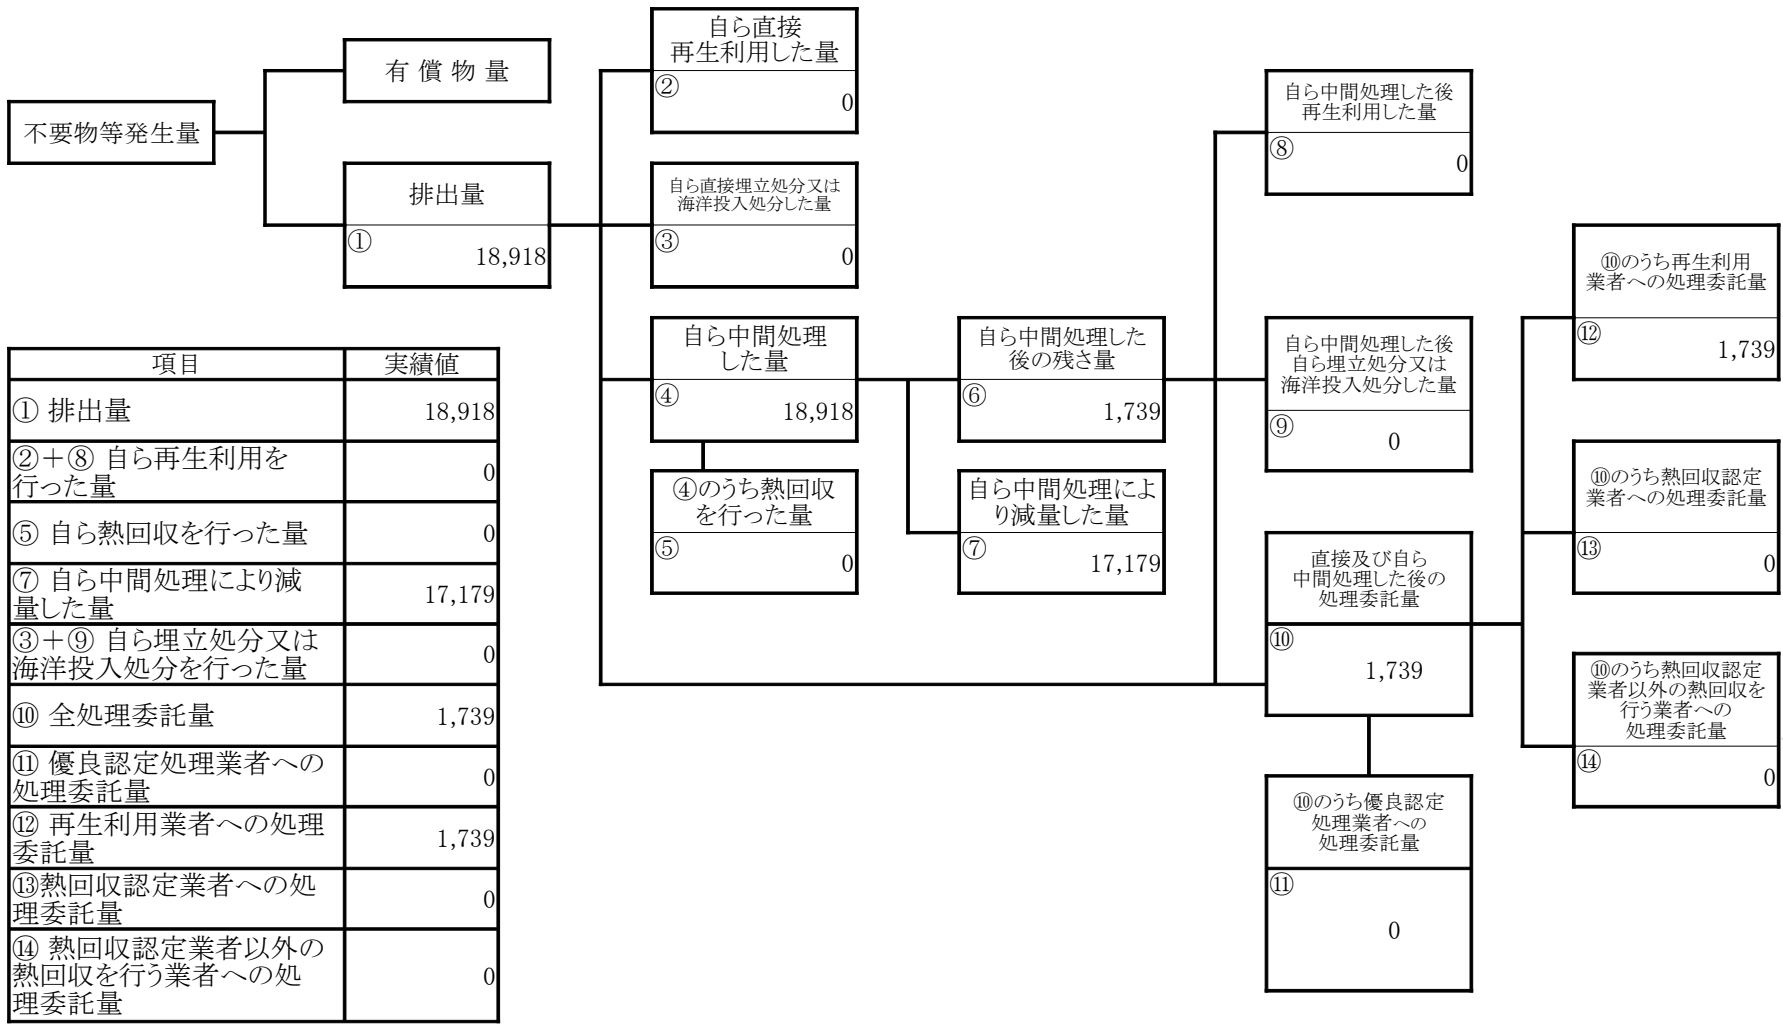 不要物等発生量
有 償 物 量
排出量
①
18,918
自ら直接
再生利用した量
②
0
自ら直接埋立処分又は
海洋投入処分した量
③
0
自ら中間処理
した量
④
18,918
④のうち熱回収
を行った量
⑤
0
自ら中間処理した
後の残さ量
⑥
1,739
自ら中間処理によ
り減量した量
⑦
17,179
自ら中間処理した後
再生利用した量
⑧
0
自ら中間処理した後
自ら埋立処分又は
海洋投入処分した量
⑨
0
直接及び自ら
中間処理した後の
処理委託量
⑩
1,739
⑩のうち優良認定
処理業者への
処理委託量
⑪
0
⑩のうち再生利用
業者への処理委託量
⑫
1,739
⑩のうち熱回収認定
業者への処理委託量
⑬
0
⑩のうち熱回収認定
業者以外の熱回収を
行う業者への
処理委託量
⑭
0
項目 実績値
① 排出量 18,918
②＋⑧ 自ら再生利用を
行った量
0
⑤ 自ら熱回収を行った量 0
⑦ 自ら中間処理により減
量した量
17,179
③＋⑨ 自ら埋立処分又は
海洋投入処分を行った量
0
⑩ 全処理委託量 1,739
⑪ 優良認定処理業者への
処理委託量
0
⑫ 再生利用業者への処理
委託量
1,739
⑬熱回収認定業者への処
理委託量
0
⑭ 熱回収認定業者以外の
熱回収を行う業者への処
理委託量
0